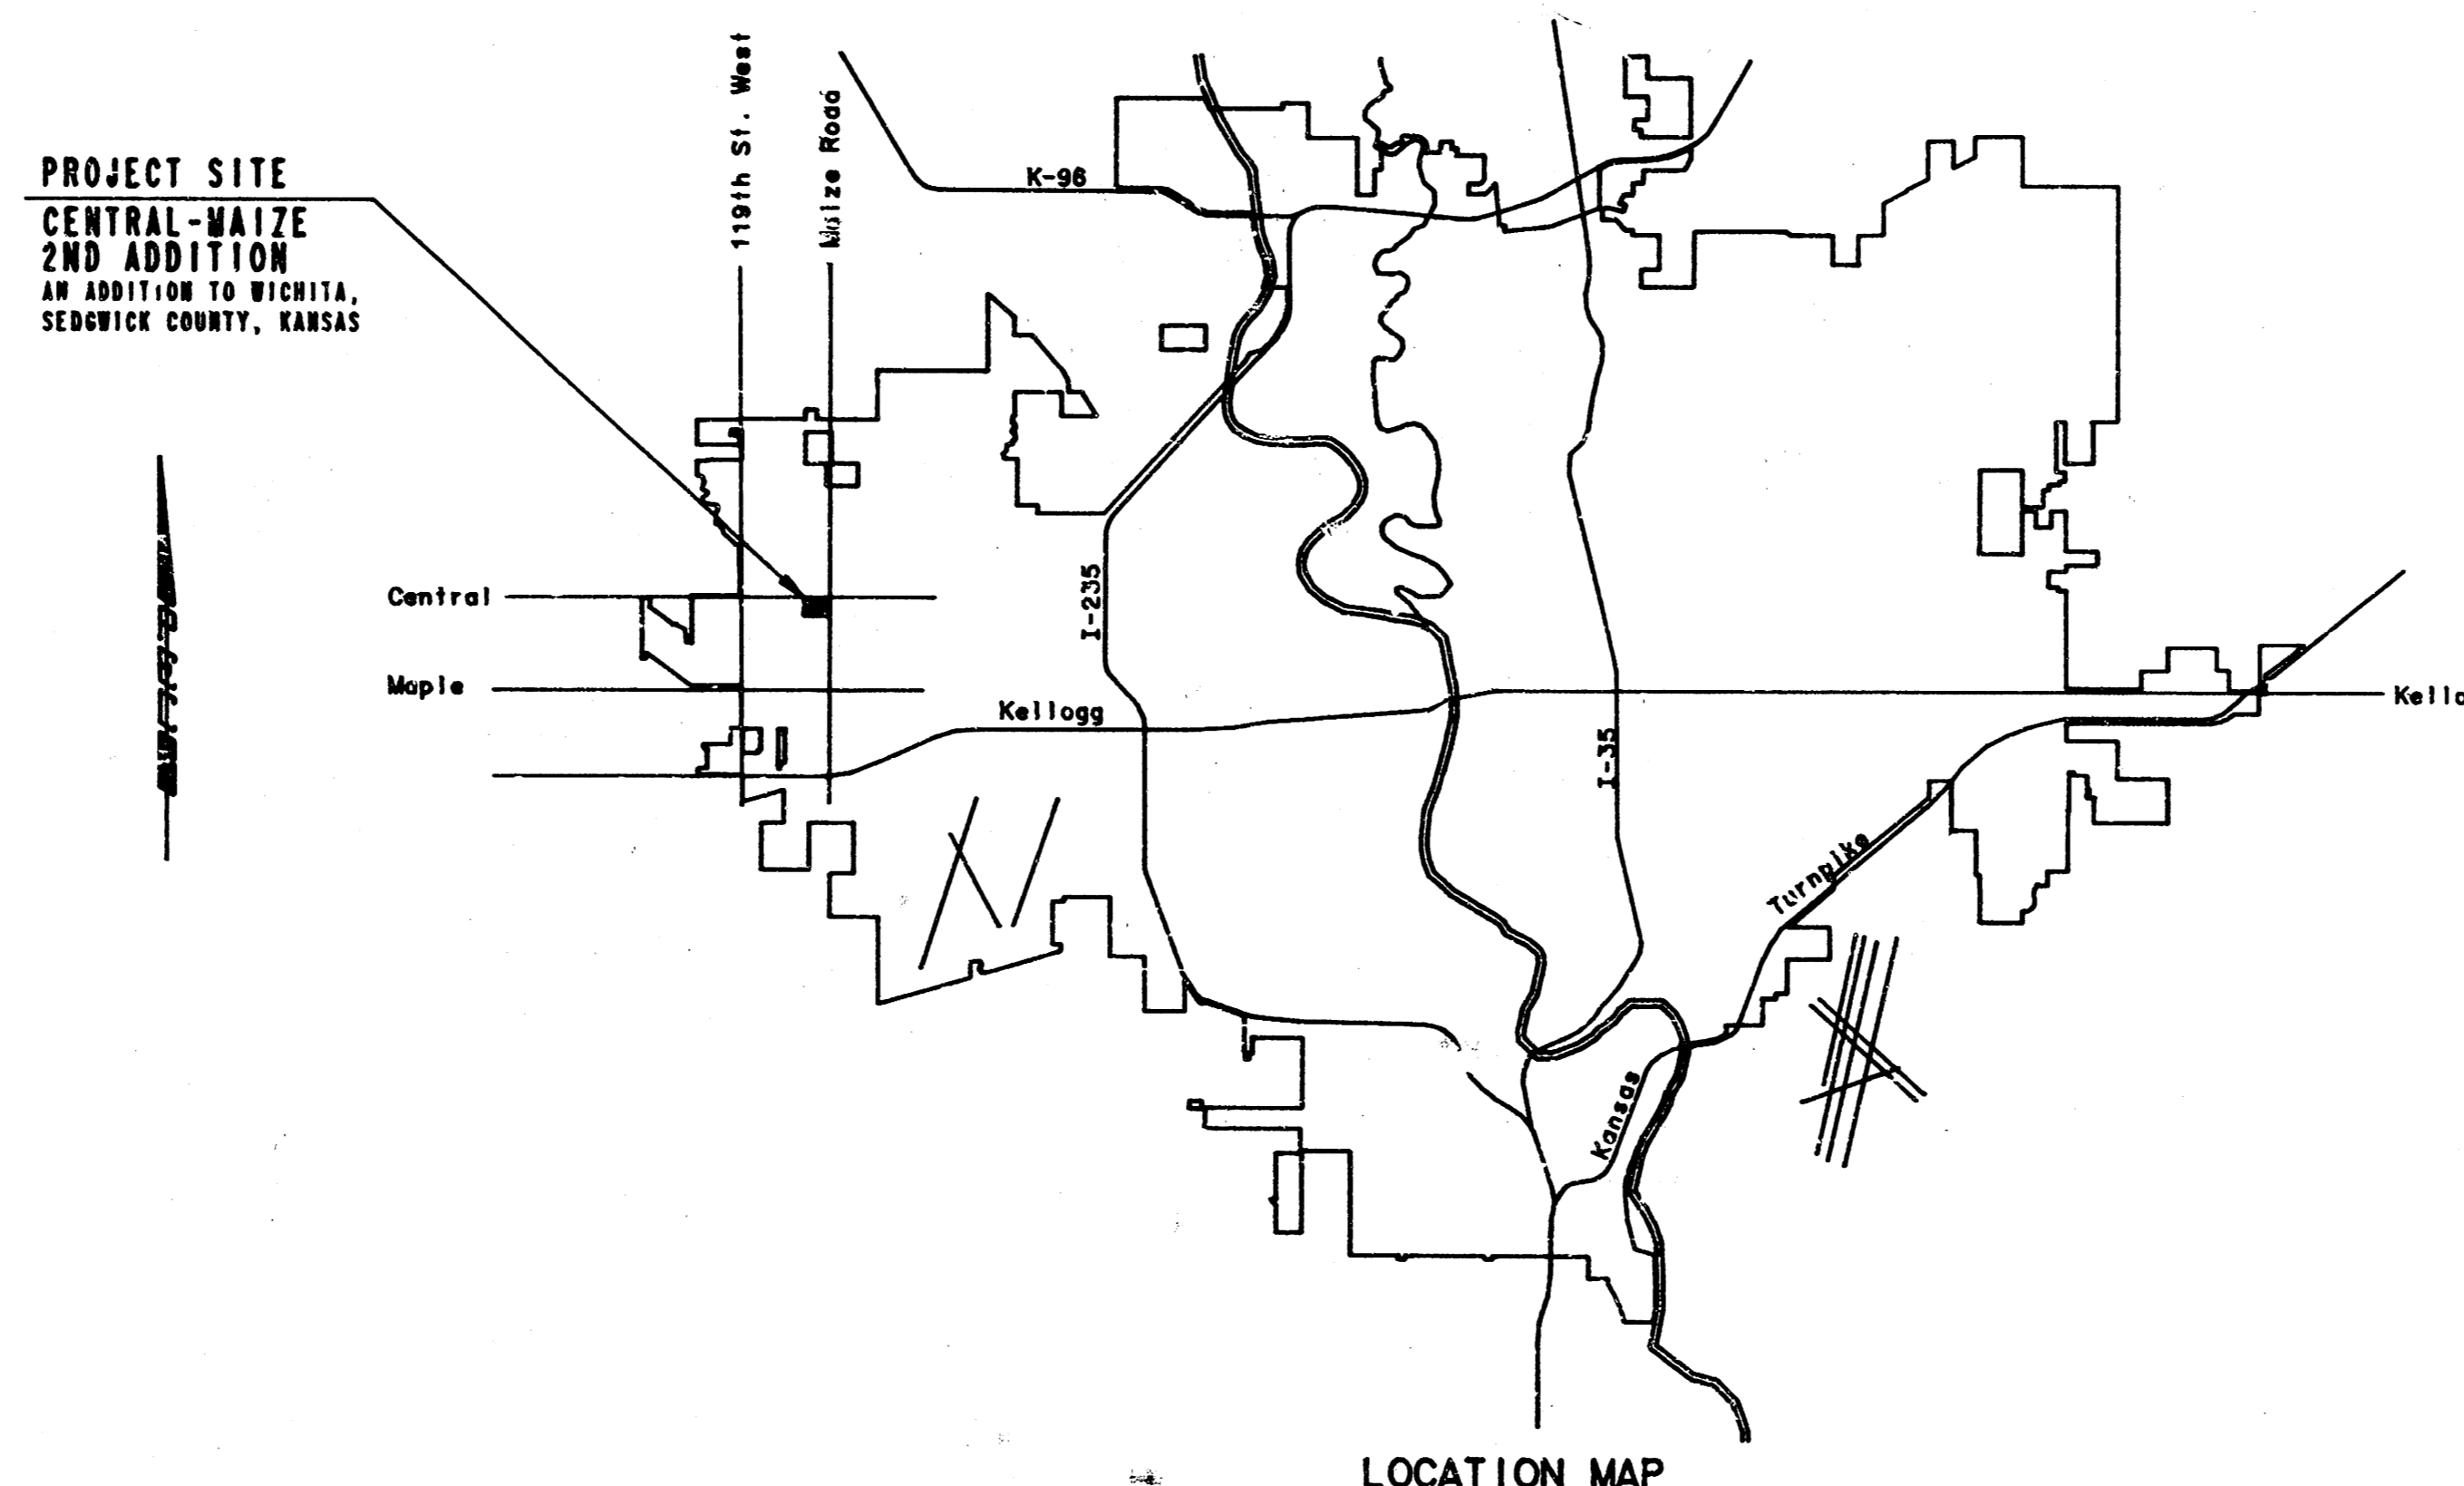 PROJECT SITE
CENTRAL-MAIZE
2ND ADDITION
AN ADDITION TO WICHITA,
SEDGWICK COUNTY, KANSAS
119th St. West
Maize Road
K-96
Central
Maple
I-235
Kellogg
I-35
Kello
Turnpike
Kansas
LOCATION MAP